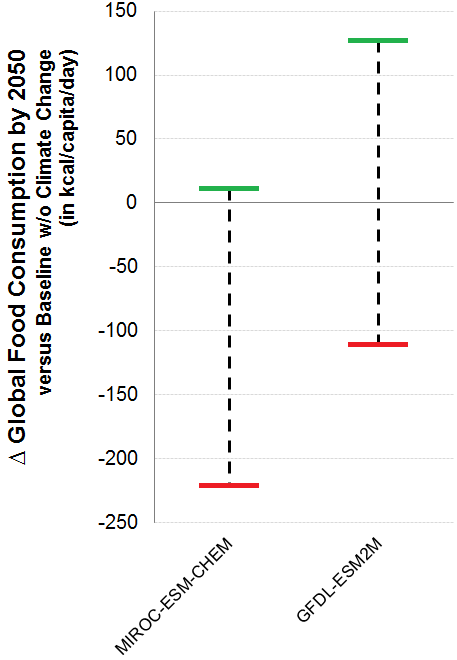 Δ Global Food Consumption by 2050
versus Baseline w/o Climate Change
(in kcal/capita/day)
150
100
50
0
-50
-100
-150
-200
-250
MIROC-ESM-CHEM
GFDL-ESM2M